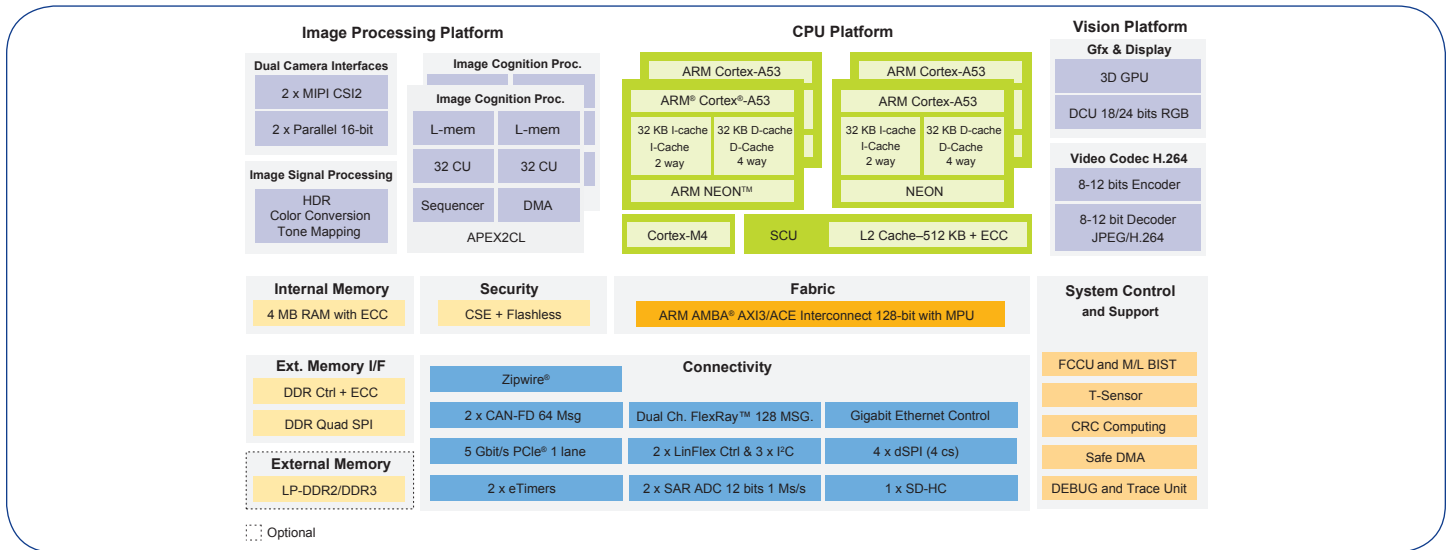 Image Processing Platform
Dual Camera Interfaces
2 x MIPI CSI2
2 x Parallel 16-bit
Image Signal Processing
HDR
Color Conversion
Tone Mapping
Image Cognition Proc.
Image Cognition Proc.
L-mem
L-mem
32 CU
32 CU
Sequencer
DMA
APEX2CL
CPU Platform
ARM Cortex-A53
ARM® Cortex®-A53
32 KB I-cache
I-Cache
2 way
32 KB D-cache
D-Cache
4 way
ARM NEON™
ARM Cortex-A53
ARM Cortex-A53
32 KB I-cache
I-Cache
2 way
32 KB D-cache
D-Cache
4 way
NEON
Cortex-M4
SCU
L2 Cache–512 KB + ECC
Vision Platform
Gfx & Display
3D GPU
DCU 18/24 bits RGB
Video Codec H.264
8-12 bits Encoder
8-12 bit Decoder
JPEG/H.264
Internal Memory
4 MB RAM with ECC
Security
CSE + Flashless
Fabric
ARM AMBA® AXI3/ACE Interconnect 128-bit with MPU
System Control
and Support
FCCU and M/L BIST
T-Sensor
CRC Computing
Safe DMA
DEBUG and Trace Unit
Ext. Memory I/F
DDR Ctrl + ECC
DDR Quad SPI
External Memory
LP-DDR2/DDR3
Connectivity
Zipwire®
2 x CAN-FD 64 Msg
Dual Ch. FlexRay™ 128 MSG.
Gigabit Ethernet Control
5 Gbit/s PCIe® 1 lane
2 x LinFlex Ctrl & 3 x I²C
4 x dSPI (4 cs)
2 x eTimers
2 x SAR ADC 12 bits 1 Ms/s
1 x SD-HC
Optional